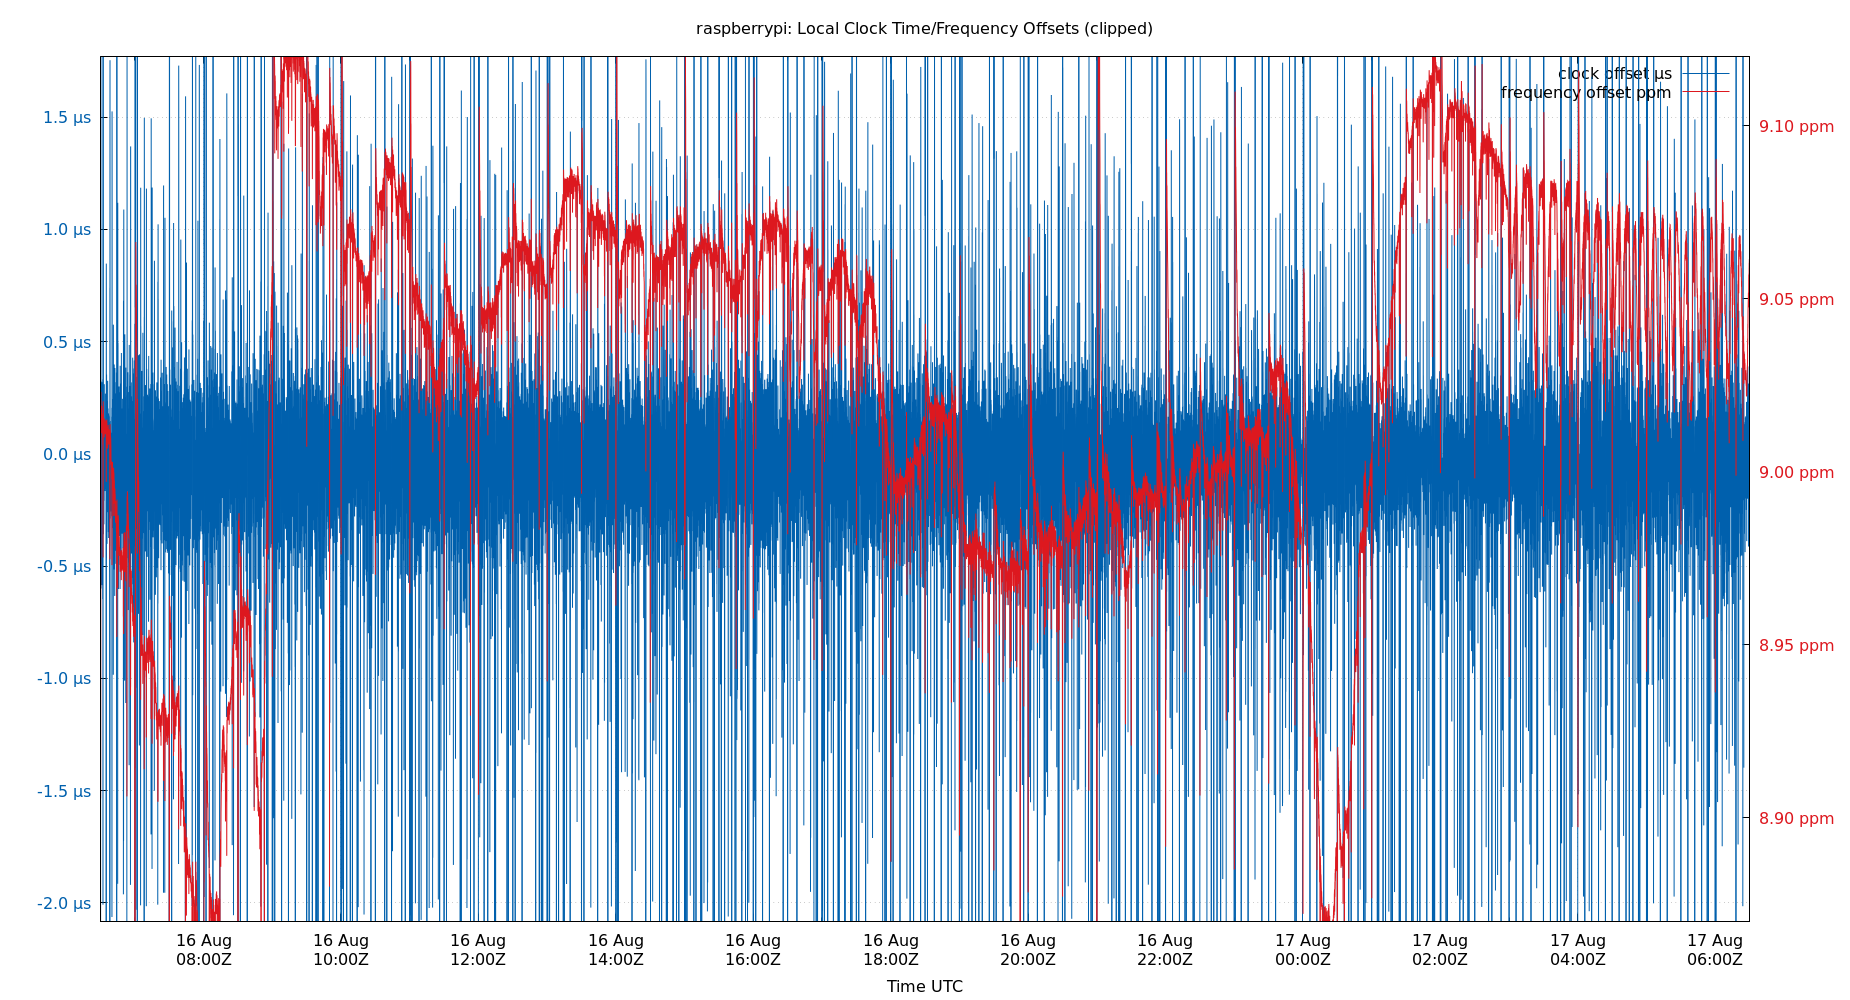 raspberrypi: Local Clock Time/Frequency Offsets (clipped)
clock offset µs
frequency offset ppm
1.5 µs
1.0 µs
0.5 µs
0.0 µs
-0.5 µs
-1.0 µs
-1.5 µs
-2.0 µs
9.10 ppm
9.05 ppm
9.00 ppm
8.95 ppm
8.90 ppm
16 Aug 16 Aug 16 Aug 16 Aug 16 Aug 16 Aug 16 Aug 16 Aug 17 Aug 17 Aug 17 Aug 17 Aug
08:00Z 10:00Z 12:00Z 14:00Z 16:00Z 18:00Z 20:00Z 22:00Z 00:00Z 02:00Z 04:00Z 06:00Z
Time UTC